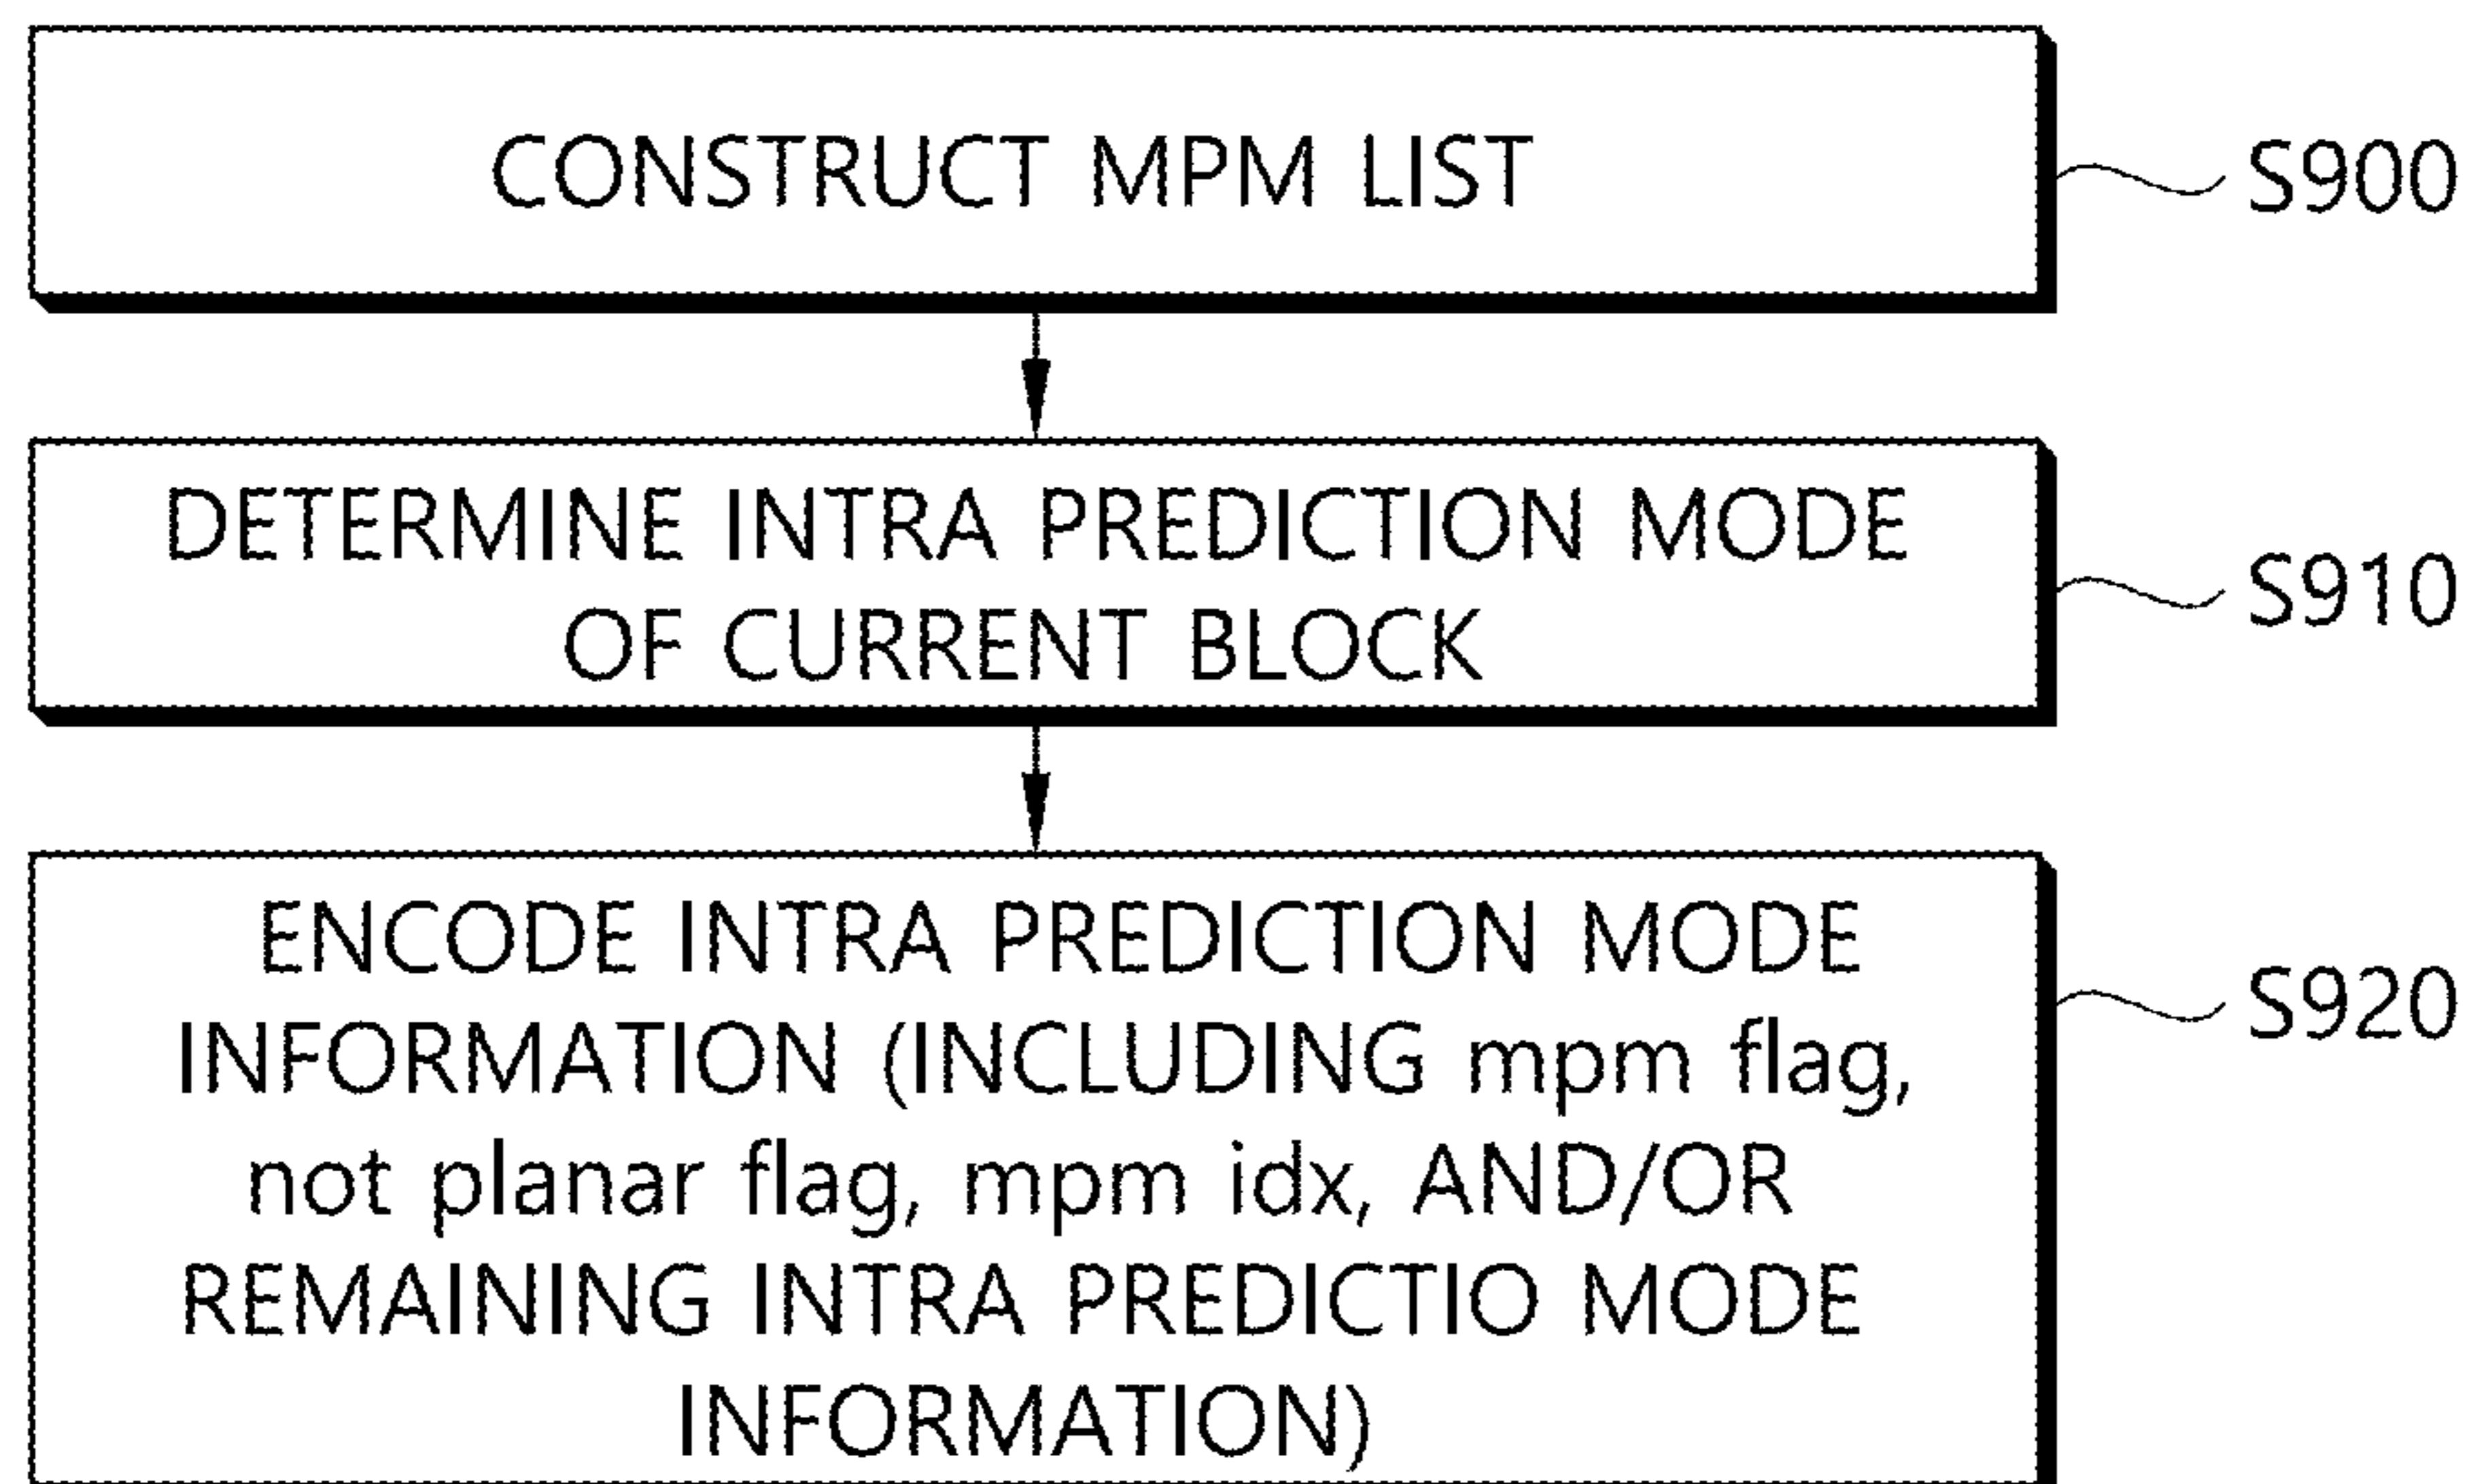 CONSTRUCT MPM LIST
S900
DETERMINE INTRA PREDICTION MODE
OF CURRENT BLOCK
S910
ENCODE INTRA PREDICTION MODE
INFORMATION (INCLUDING mpm flag,
not planar flag, mpm idx, AND/OR
REMAINING INTRA PREDICTIO MODE
INFORMATION)
S920